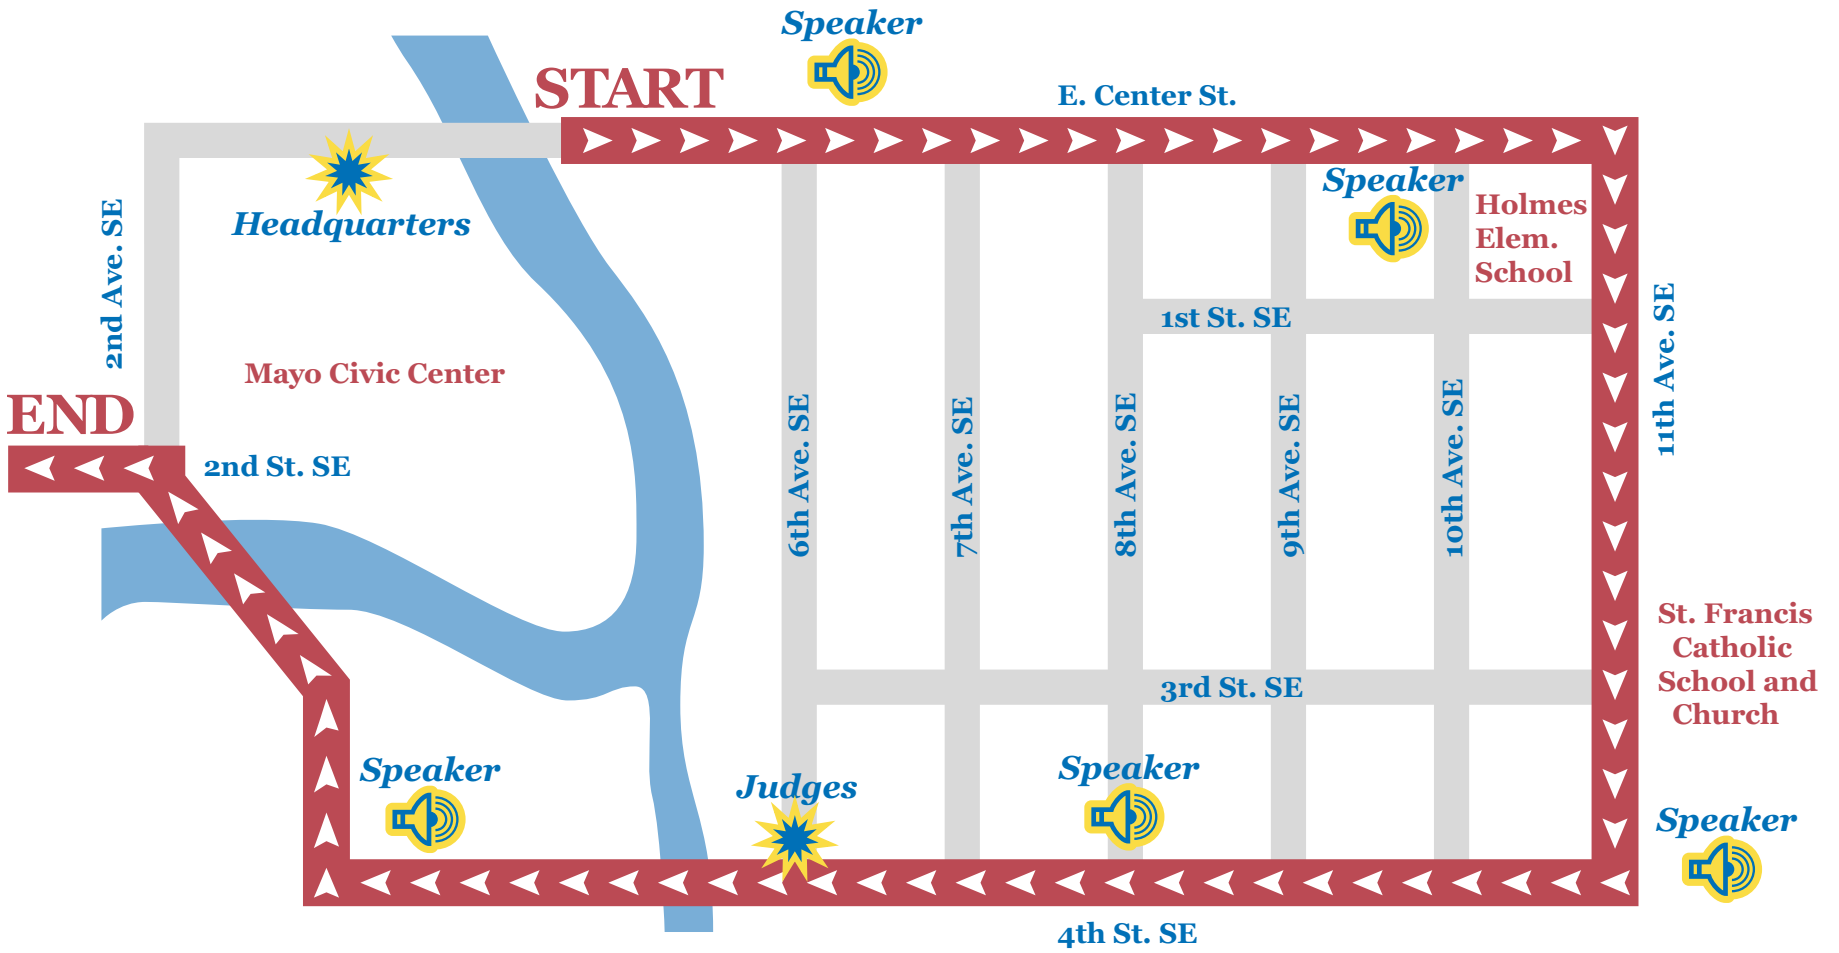 Speaker
START
E. Center St.
Speaker
Holmes
Elem.
School
Headquarters
2nd Ave. SE
1st St. SE
11th Ave. SE
Mayo Civic Center
END
2nd St. SE
6th Ave. SE
7th Ave. SE
8th Ave. SE
9th Ave. SE
10th Ave. SE
St. Francis
Catholic
School and
Church
3rd St. SE
Speaker
Judges
Speaker
Speaker
4th St. SE